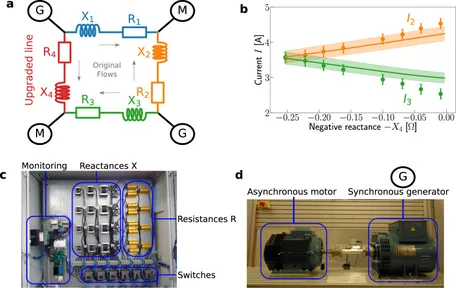 a
G
X1
R1
M
Upgraded line
R4
X2
Original
Flows
X4
R2
R3
X3
M
G
b
Current I [A]
5
4
3
2
I2
I3
−0.25
−0.20
−0.15
−0.10
−0.05
0.00
Negative reactance −X4 [Ω]
c
Monitoring
Reactances X
Resistances R
Switches
d
G
Asynchronous motor
Synchronous generator